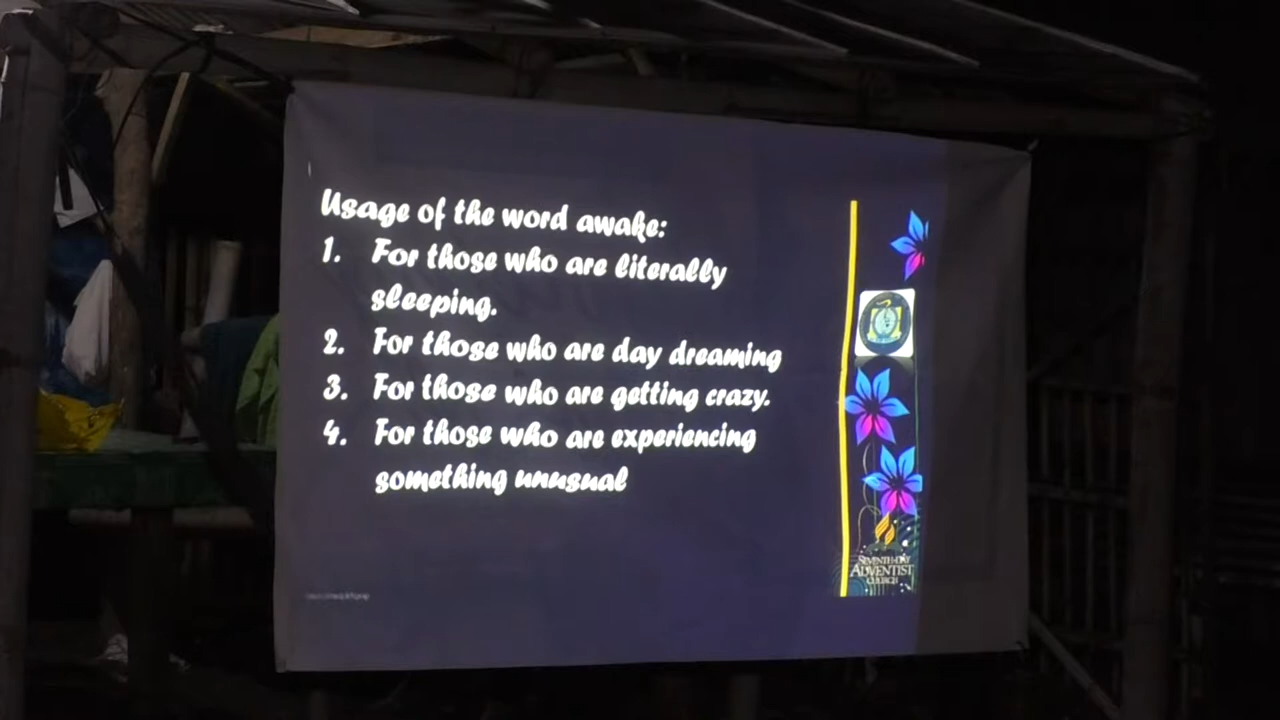 Usage of the word awake:
1. For those who are literally
sleeping.
2. For those who are day dreaming
3. For those who are getting crazy.
4. For those who are experiencing
something unusual
SEVENTH-DAY
ADVENTIST
CHURCH